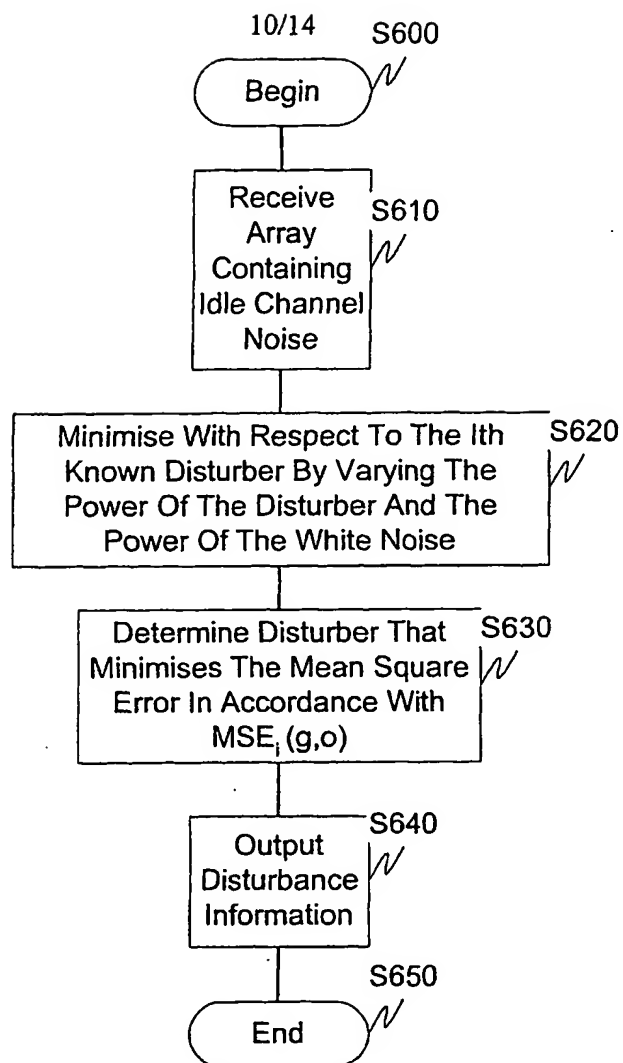 10/14
S600
Begin
Receive
Array
Containing
Idle Channel
Noise
S610
Minimise With Respect To The Ith
Known Disturber By Varying The
Power Of The Disturber And The
Power Of The White Noise
S620
Determine Disturber That
Minimises The Mean Square
Error In Accordance With
MSEi (g,o)
S630
Output
Disturbance
Information
S640
End
S650